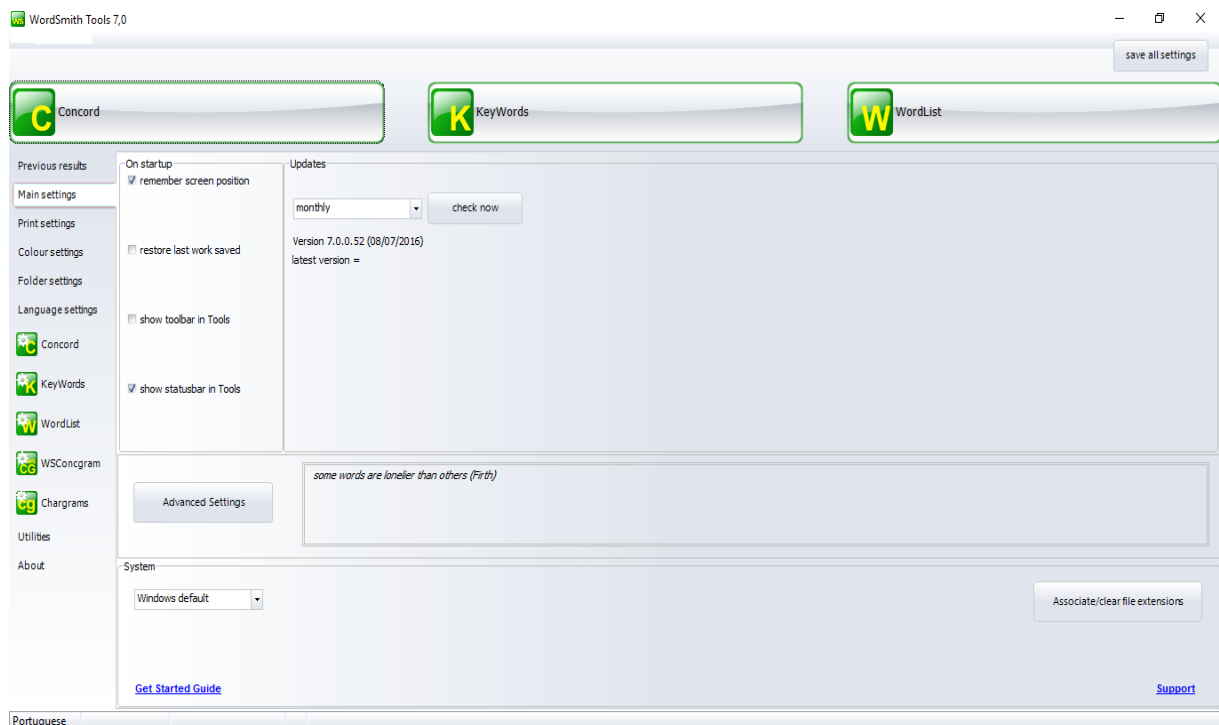 WS WordSmith Tools 7,0
save all settings
C Concord
K KeyWords
W WordList
Previous results
Main settings
Print settings
Colour settings
Folder settings
Language settings
C Concord
K KeyWords
W WordList
CG WSConcgram
cg Chargrams
Utilities
About
On startup
remember screen position
restore last work saved
show toolbar in Tools
show statusbar in Tools
Updates
monthly
check now
Version 7.0.0.52 (08/07/2016)
latest version =
Advanced Settings
some words are lonelier than others (Firth)
System
Windows default
Associate/clear file extensions
Get Started Guide
Support
Portuguese